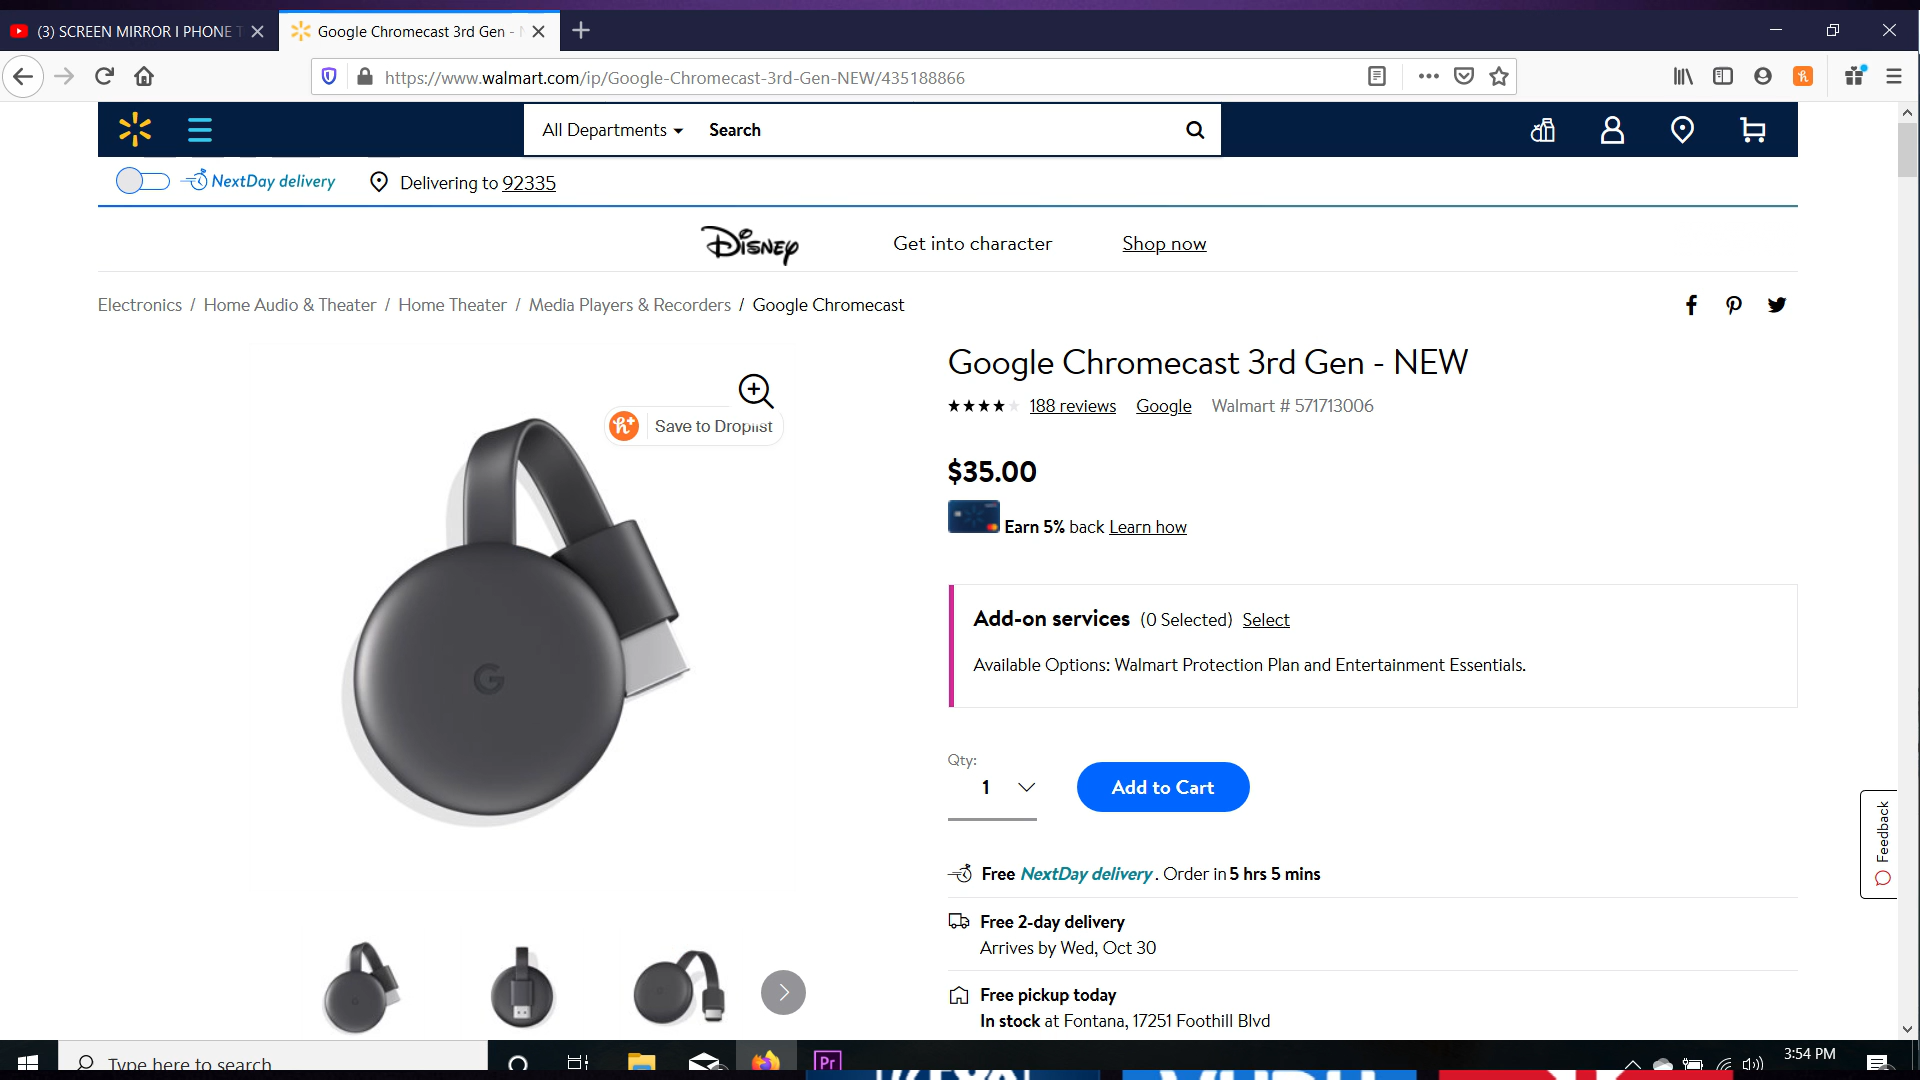 (3) SCREEN MIRROR I PHONE T
Google Chromecast 3rd Gen -
https://www.walmart.com/ip/Google-Chromecast-3rd-Gen-NEW/435188866
All Departments Search
NextDay delivery Delivering to 92335
Disney Get into character Shop now
Electronics / Home Audio & Theater / Home Theater / Media Players & Recorders / Google Chromecast
Google Chromecast 3rd Gen - NEW
188 reviews Google Walmart # 571713006
Save to Droplist
$35.00
Earn 5% back Learn how
Add-on services (0 Selected) Select
Available Options: Walmart Protection Plan and Entertainment Essentials.
G
Qty:
1 Add to Cart
Feedback
Free NextDay delivery. Order in 5 hrs 5 mins
Free 2-day delivery
Arrives by Wed, Oct 30
Free pickup today
In stock at Fontana, 17251 Foothill Blvd
Type here to search
Pr
3:54 PM